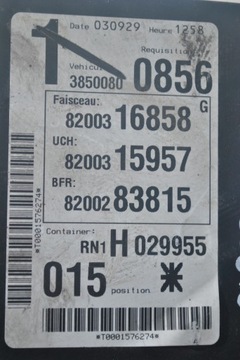 1 Date 030929 Heure 1258
Requisition
Vehicule
3850080 0856
Faisceau: G
82003 16858
UCH:
82003 15957
BFR:
82002 83815
Container:
RN1 H 029955
015 position *
*T0001576274*
*T0001576274*